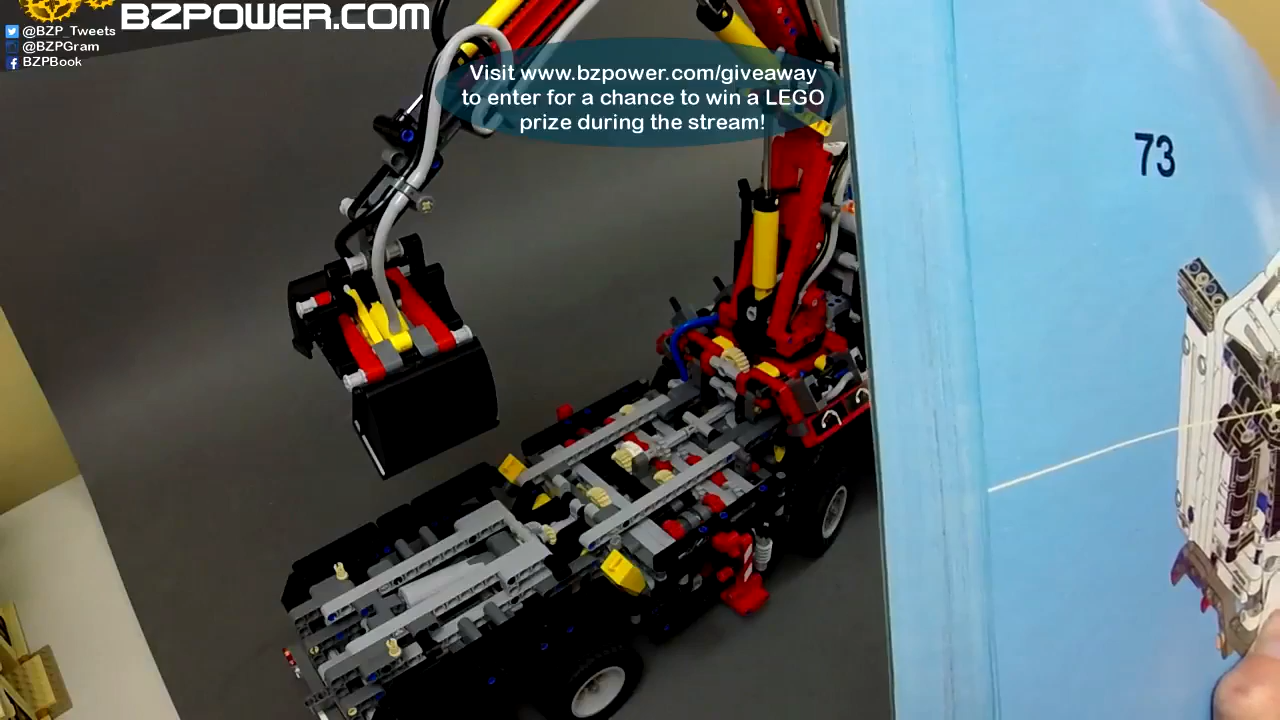 BZPOWER.COM
@BZP_Tweets
@BZPGram
BZPBook
Visit www.bzpower.com/giveaway
to enter for a chance to win a LEGO
prize during the stream!
73